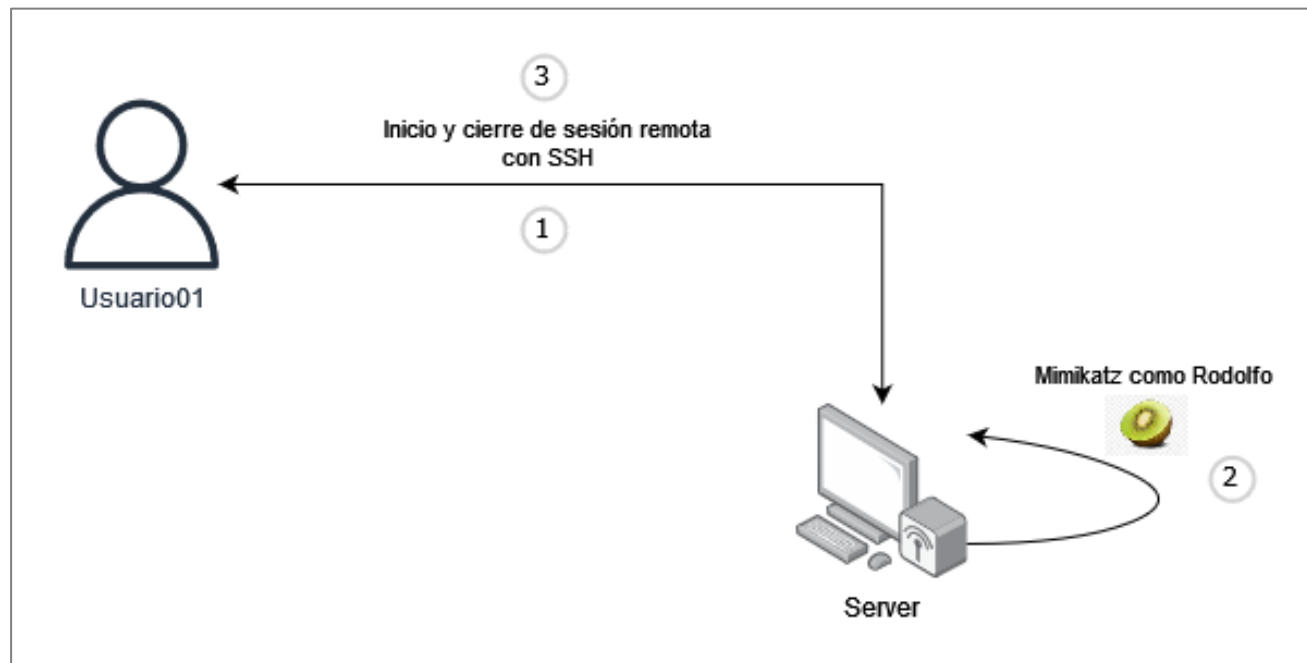 3
Inicio y cierre de sesión remota
con SSH
1
Usuario01
Mimikatz como Rodolfo
2
Server